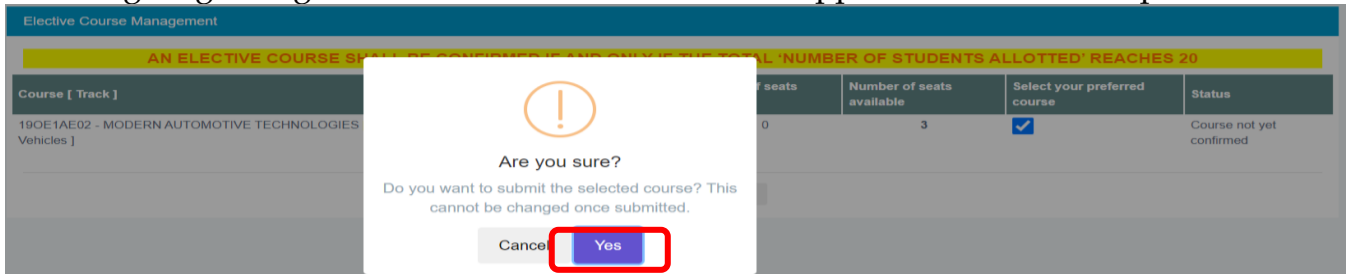 Elective Course Management
AN ELECTIVE COURSE SHALL BE CONFIRMED IF AND ONLY IF THE TOTAL ‘NUMBER OF STUDENTS ALLOTTED’ REACHES 20
Course [ Track ]
seats
Number of seats available
Select your preferred course
Status
19OE1AE02 - MODERN AUTOMOTIVE TECHNOLOGIES
Vehicles ]
0
3
Course not yet confirmed
Are you sure?
Do you want to submit the selected course? This
cannot be changed once submitted.
Cancel
Yes